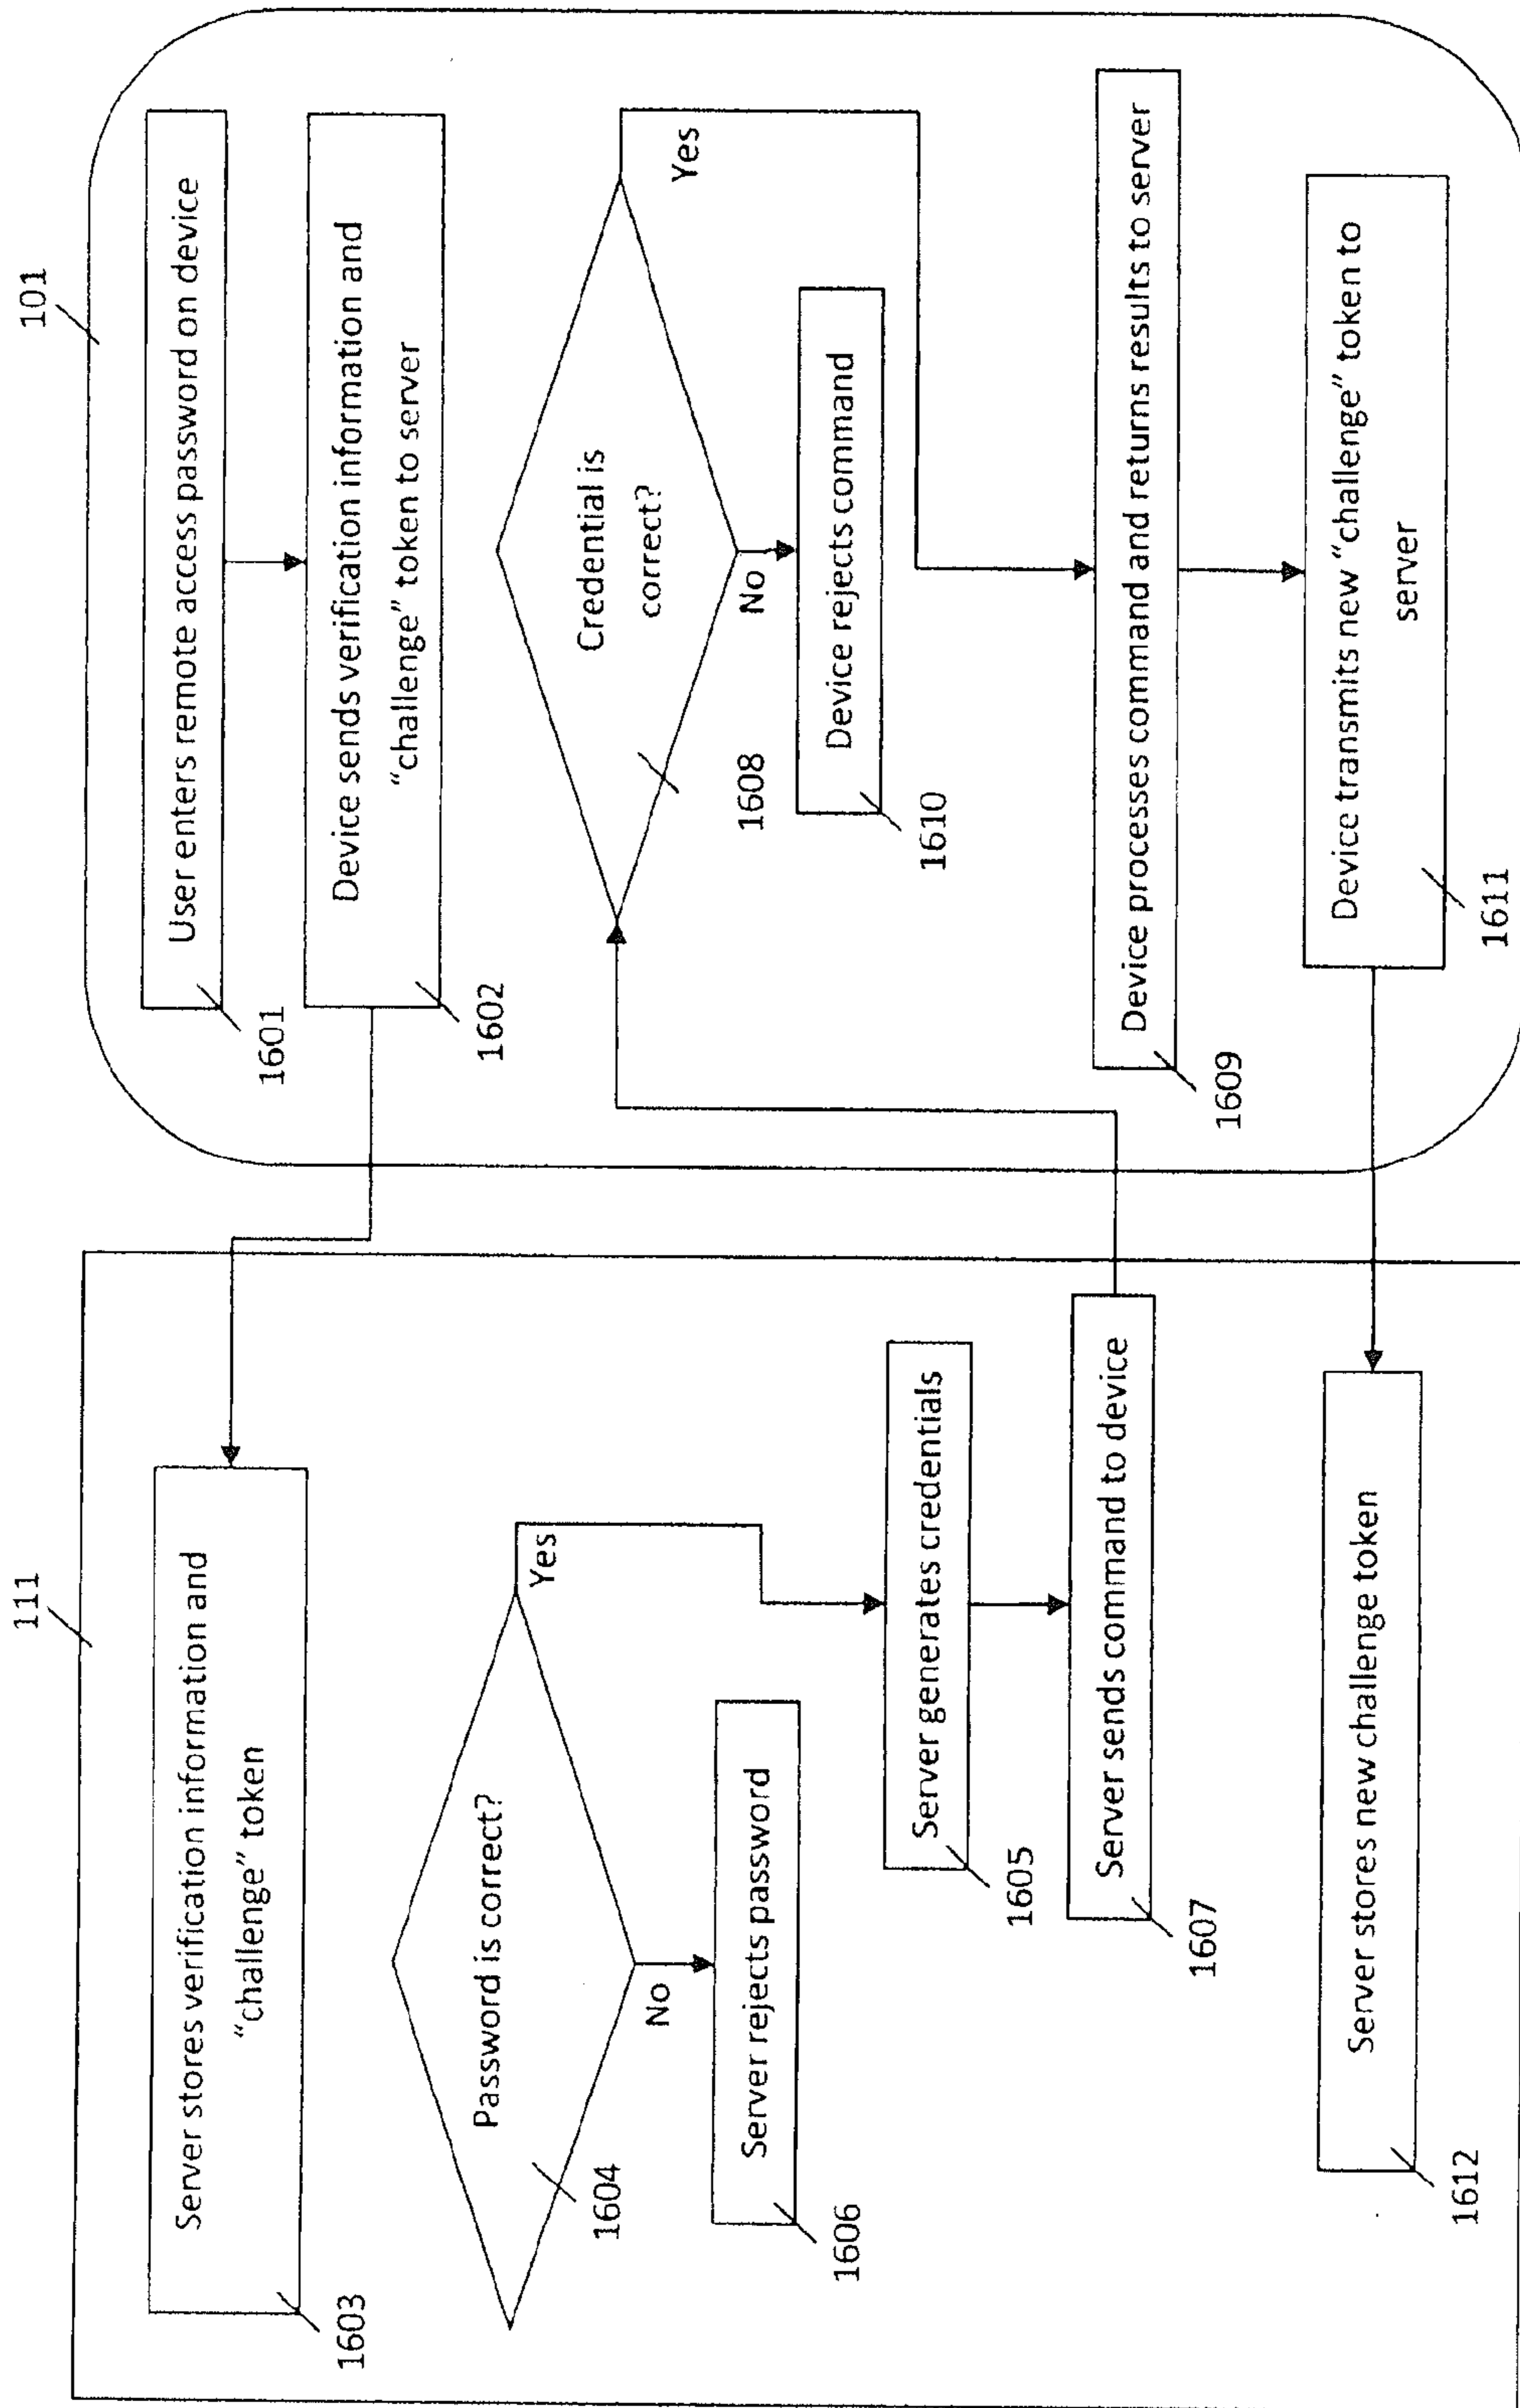 111
Server stores verification information and
“challenge” token
1603
Password is correct?
Yes
No
1604
Server rejects password
1606
Server generates credentials
1605
Server sends command to device
1607
Server stores new challenge token
1612
101
User enters remote access password on device
1601
Device sends verification information and
“challenge” token to server
1602
Credential is
correct?
Yes
No
1608
Device rejects command
1610
Device processes command and returns results to server
1609
Device transmits new “challenge” token to
server
1611